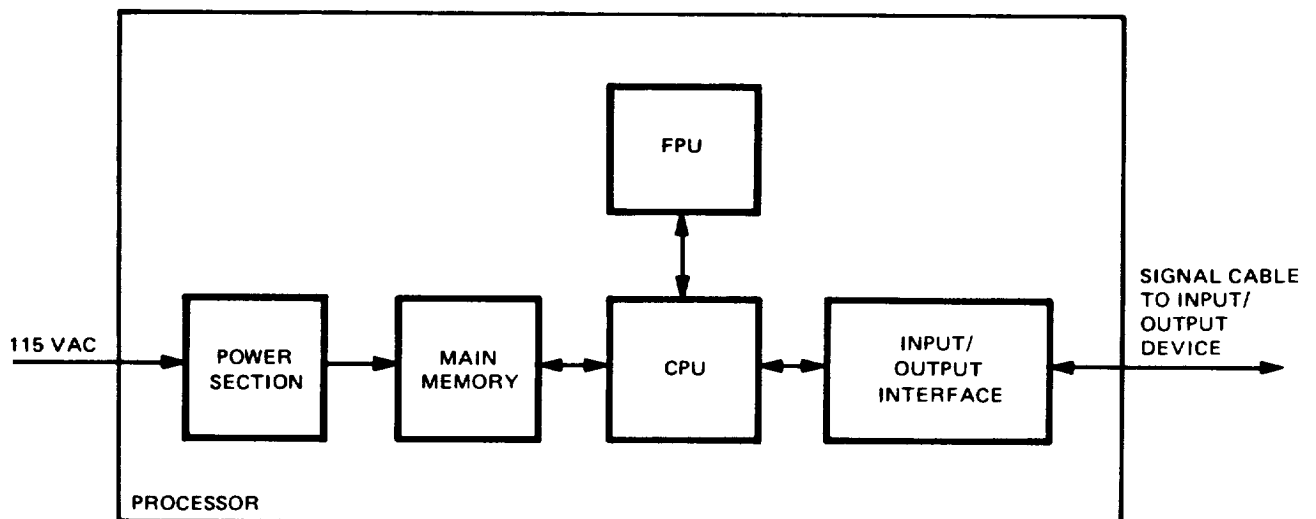 FPU
SIGNAL CABLE
TO INPUT/
OUTPUT
DEVICE
115 VAC
POWER
SECTION
MAIN
MEMORY
CPU
INPUT/
OUTPUT
INTERFACE
PROCESSOR